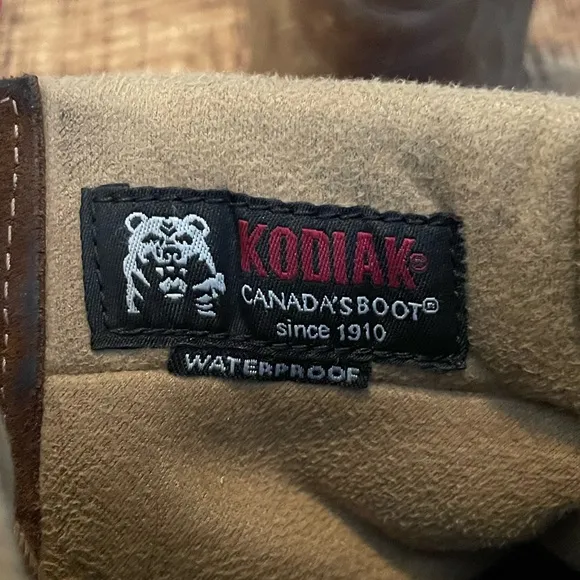 KODIAK®
CANADA'S BOOT®
since 1910
WATERPROOF